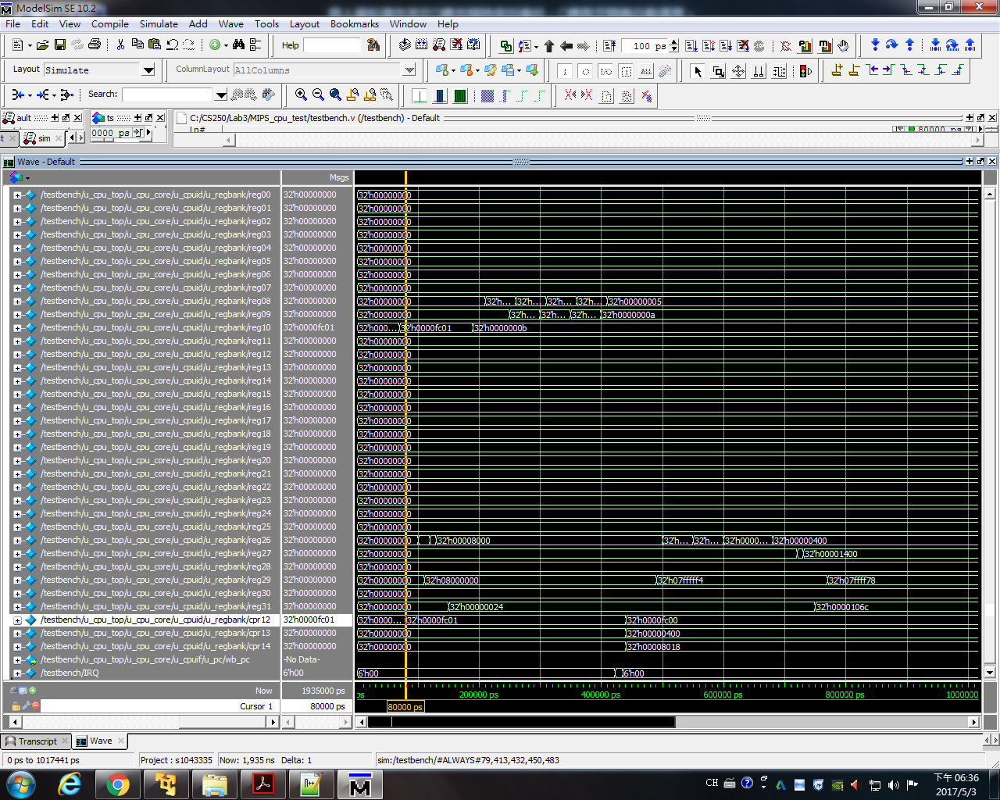 ModelSim SE 10.2
File Edit View Compile Simulate Add Wave Tools Layout Bookmarks Window Help
Help 100 ps
Layout Simulate ColumnLayout AllColumns
Search:
ault ts C:/CS250/Lab3/MIPS_cpu_test/testbench.v (/testbench) - Default
0000 ps Ln# 80000 ps
st sim
Wave - Default
Msgs
/testbench/u_cpu_top/u_cpu_core/u_cpuid/u_regbank/reg00 32'h00000000 32'h00000000
/testbench/u_cpu_top/u_cpu_core/u_cpuid/u_regbank/reg01 32'h00000000 32'h00000000
/testbench/u_cpu_top/u_cpu_core/u_cpuid/u_regbank/reg02 32'h00000000 32'h00000000
/testbench/u_cpu_top/u_cpu_core/u_cpuid/u_regbank/reg03 32'h00000000 32'h00000000
/testbench/u_cpu_top/u_cpu_core/u_cpuid/u_regbank/reg04 32'h00000000 32'h00000000
/testbench/u_cpu_top/u_cpu_core/u_cpuid/u_regbank/reg05 32'h00000000 32'h00000000
/testbench/u_cpu_top/u_cpu_core/u_cpuid/u_regbank/reg06 32'h00000000 32'h00000000
/testbench/u_cpu_top/u_cpu_core/u_cpuid/u_regbank/reg07 32'h00000000 32'h00000000
/testbench/u_cpu_top/u_cpu_core/u_cpuid/u_regbank/reg08 32'h00000000 32'h00000000 32'h... 32'h... 32'h... 32'h... 32'h00000005
/testbench/u_cpu_top/u_cpu_core/u_cpuid/u_regbank/reg09 32'h00000000 32'h00000000 32'h... 32'h... 32'h... 32'h0000000a
/testbench/u_cpu_top/u_cpu_core/u_cpuid/u_regbank/reg10 32'h0000fc01 32'h000... 32'h0000fc01 32'h0000000b
/testbench/u_cpu_top/u_cpu_core/u_cpuid/u_regbank/reg11 32'h00000000 32'h00000000
/testbench/u_cpu_top/u_cpu_core/u_cpuid/u_regbank/reg12 32'h00000000 32'h00000000
/testbench/u_cpu_top/u_cpu_core/u_cpuid/u_regbank/reg13 32'h00000000 32'h00000000
/testbench/u_cpu_top/u_cpu_core/u_cpuid/u_regbank/reg14 32'h00000000 32'h00000000
/testbench/u_cpu_top/u_cpu_core/u_cpuid/u_regbank/reg15 32'h00000000 32'h00000000
/testbench/u_cpu_top/u_cpu_core/u_cpuid/u_regbank/reg16 32'h00000000 32'h00000000
/testbench/u_cpu_top/u_cpu_core/u_cpuid/u_regbank/reg17 32'h00000000 32'h00000000
/testbench/u_cpu_top/u_cpu_core/u_cpuid/u_regbank/reg18 32'h00000000 32'h00000000
/testbench/u_cpu_top/u_cpu_core/u_cpuid/u_regbank/reg19 32'h00000000 32'h00000000
/testbench/u_cpu_top/u_cpu_core/u_cpuid/u_regbank/reg20 32'h00000000 32'h00000000
/testbench/u_cpu_top/u_cpu_core/u_cpuid/u_regbank/reg21 32'h00000000 32'h00000000
/testbench/u_cpu_top/u_cpu_core/u_cpuid/u_regbank/reg22 32'h00000000 32'h00000000
/testbench/u_cpu_top/u_cpu_core/u_cpuid/u_regbank/reg23 32'h00000000 32'h00000000
/testbench/u_cpu_top/u_cpu_core/u_cpuid/u_regbank/reg24 32'h00000000 32'h00000000
/testbench/u_cpu_top/u_cpu_core/u_cpuid/u_regbank/reg25 32'h00000000 32'h00000000
/testbench/u_cpu_top/u_cpu_core/u_cpuid/u_regbank/reg26 32'h00000000 32'h00000000 32'h00008000 32'h... 32'h... 32'h0000... 32'h00000400
/testbench/u_cpu_top/u_cpu_core/u_cpuid/u_regbank/reg27 32'h00000000 32'h00000000 32'h00001400
/testbench/u_cpu_top/u_cpu_core/u_cpuid/u_regbank/reg28 32'h00000000 32'h00000000
/testbench/u_cpu_top/u_cpu_core/u_cpuid/u_regbank/reg29 32'h00000000 32'h00000000 32'h08000000 32'h07fffff4 32'h07ffff78
/testbench/u_cpu_top/u_cpu_core/u_cpuid/u_regbank/reg30 32'h00000000 32'h00000000
/testbench/u_cpu_top/u_cpu_core/u_cpuid/u_regbank/reg31 32'h00000000 32'h00000000 32'h00000024 32'h0000106c
/testbench/u_cpu_top/u_cpu_core/u_cpuid/u_regbank/cpr12 32'h0000fc01 32'h0000... 32'h0000fc01 32'h0000fc00
/testbench/u_cpu_top/u_cpu_core/u_cpuid/u_regbank/cpr13 32'h00000000 32'h00000000 32'h00000400
/testbench/u_cpu_top/u_cpu_core/u_cpuid/u_regbank/cpr14 32'h00000000 32'h00000000 32'h00008018
/testbench/u_cpu_top/u_cpu_core/u_cpuif/u_pc/wb_pc -No Data-
/testbench/IRQ 6'h00 6'h00 6'h00
Now 1935000 ps ps 200000 ps 400000 ps 600000 ps 800000 ps 1000000
Cursor 1 80000 ps 80000 ps
Transcript Wave
0 ps to 1017441 ps Project : s1043335 Now: 1,935 ns Delta: 1 sim:/testbench/#ALWAYS#79,413,432,450,483
CH 下午 06:36
2017/5/3